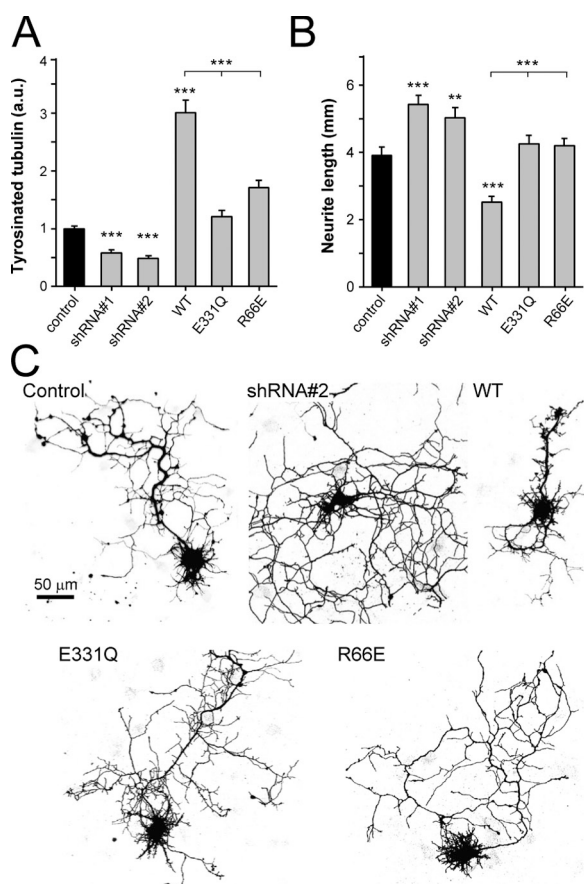 A
B
Tyrosinated tubulin (a.u.)
4
3
2
1
0
***
***
***
***
control
shRNA#1
shRNA#2
WT
E331Q
R66E
Neurite length (mm)
6
4
2
0
***
**
***
***
control
shRNA#1
shRNA#2
WT
E331Q
R66E
C
Control
shRNA#2
WT
50 μm
E331Q
R66E